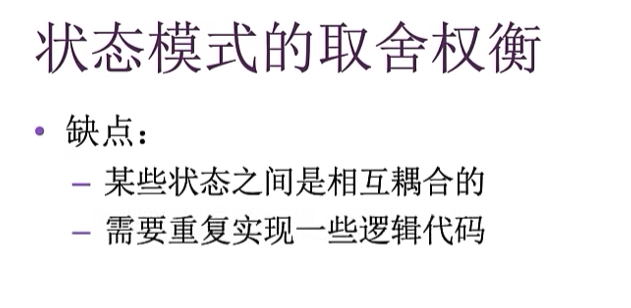 状态模式的取舍权衡
• 缺点：
– 某些状态之间是相互耦合的
– 需要重复实现一些逻辑代码